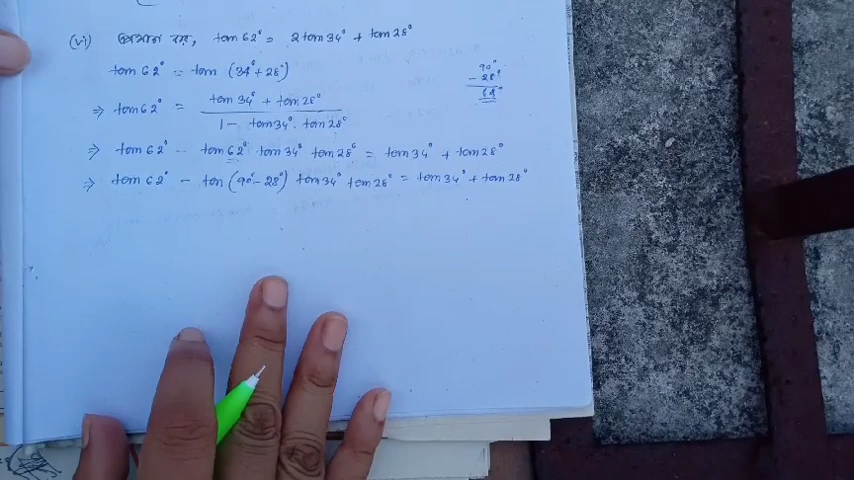 (vi) প্রমাণ কর, tan 62° = 2 tan 34° + tan 28°
tan 62° = tan (34° + 28°)
⇒ tan 62° = (tan 34° + tan 28°) / (1 - tan 34° . tan 28°)
⇒ tan 62° - tan 62° tan 34° tan 28° = tan 34° + tan 28°
⇒ tan 62° - tan (90° - 28°) tan 34° tan 28° = tan 34° + tan 28°
90°
- 28°
62°